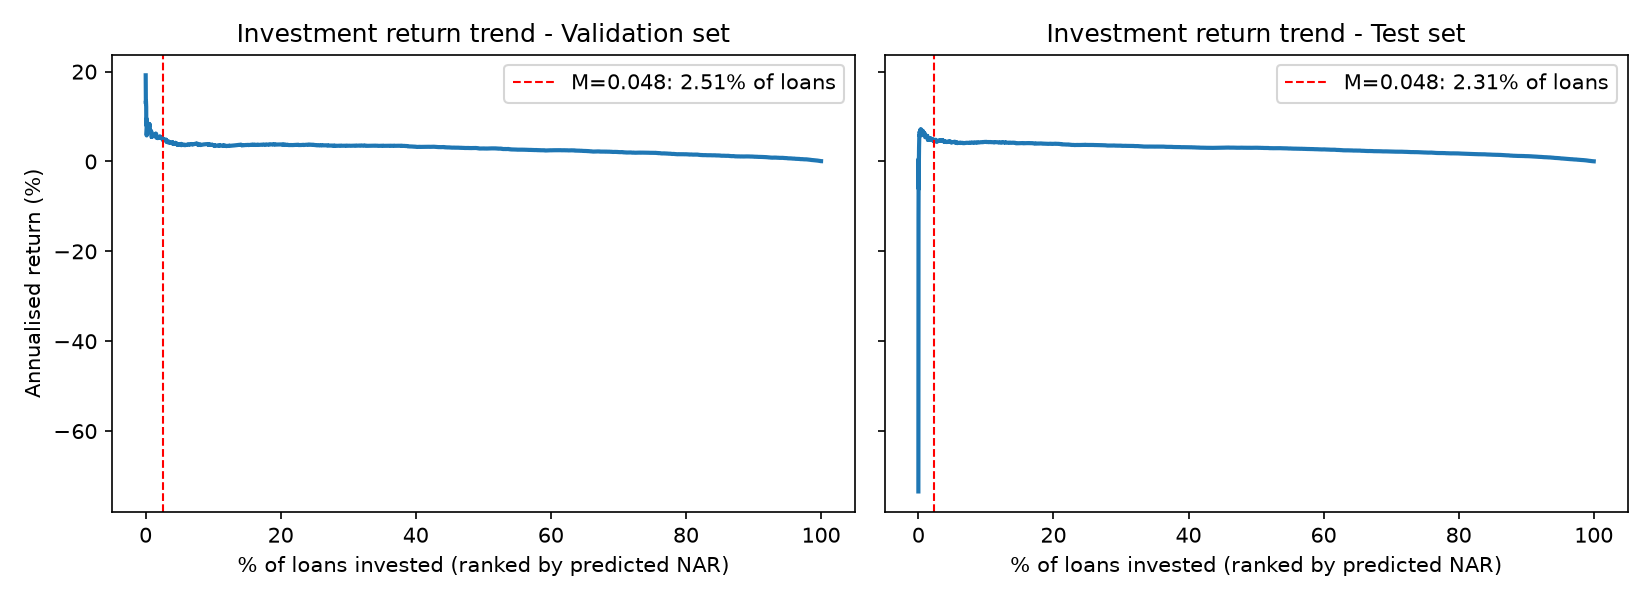 Investment return trend - Validation set
M=0.048: 2.51% of loans
20
0
−20
−40
−60
Annualised return (%)
0 20 40 60 80 100
% of loans invested (ranked by predicted NAR)
Investment return trend - Test set
M=0.048: 2.31% of loans
0 20 40 60 80 100
% of loans invested (ranked by predicted NAR)